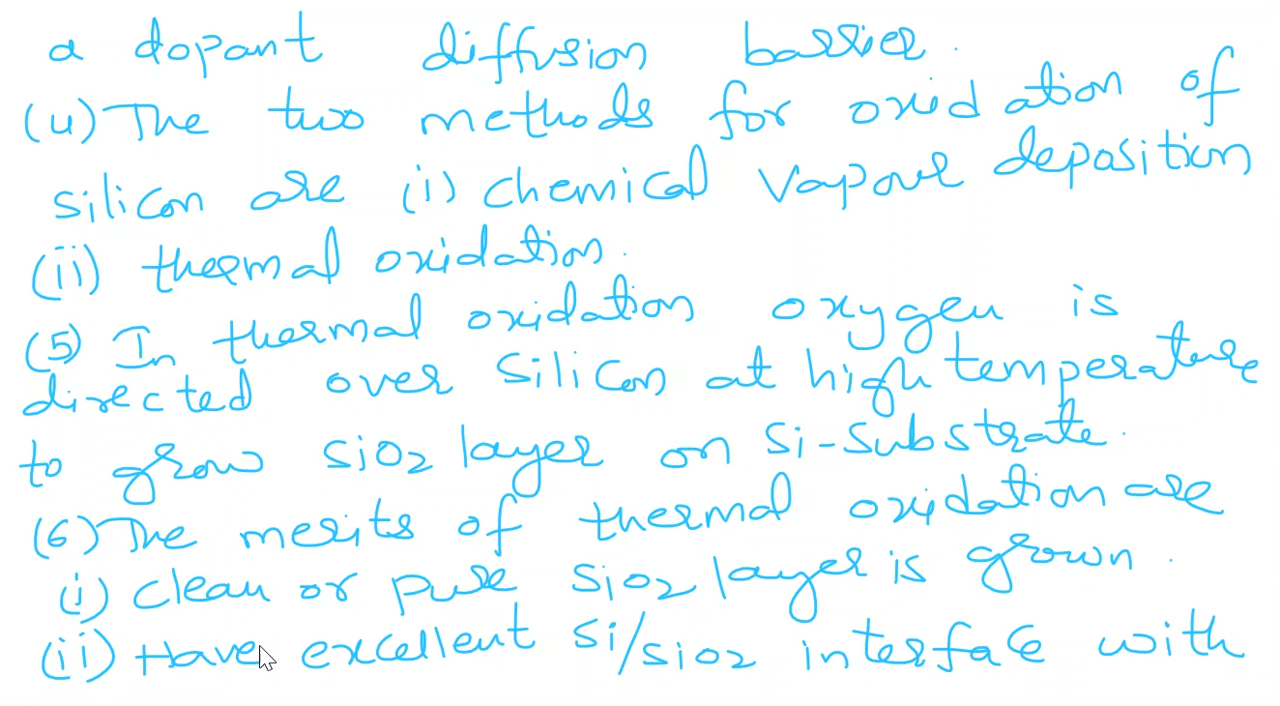 a dopant diffusion barrier.
(4) The two methods for oxidation of
silicon are (i) chemical vapour deposition
(ii) thermal oxidation.
(5) In thermal oxidation oxygen is
directed over silicon at high temperature
to grow SiO2 layer on Si-Substrate.
(6) The merits of thermal oxidation are
(i) clean or pure SiO2 layer is grown.
(ii) Have excellent Si/SiO2 interface with